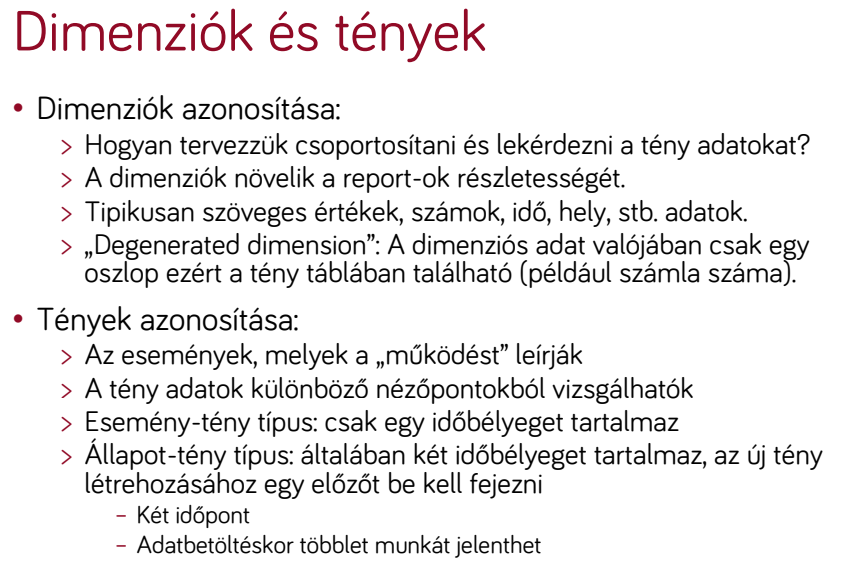 Dimenziók és tények
• Dimenziók azonosítása:
> Hogyan tervezzük csoportosítani és lekérdezni a tény adatokat?
> A dimenziók növelik a report-ok részletességét.
> Tipikusan szöveges értékek, számok, idő, hely, stb. adatok.
> „Degenerated dimension”: A dimenziós adat valójában csak egy
oszlop ezért a tény táblában található (például számla száma).
• Tények azonosítása:
> Az események, melyek a „működést” leírják
> A tény adatok különböző nézőpontokból vizsgálhatók
> Esemény-tény típus: csak egy időbélyeget tartalmaz
> Állapot-tény típus: általában két időbélyeget tartalmaz, az új tény
létrehozásához egy előzőt be kell fejezni
– Két időpont
– Adatbetöltéskor többlet munkát jelenthet